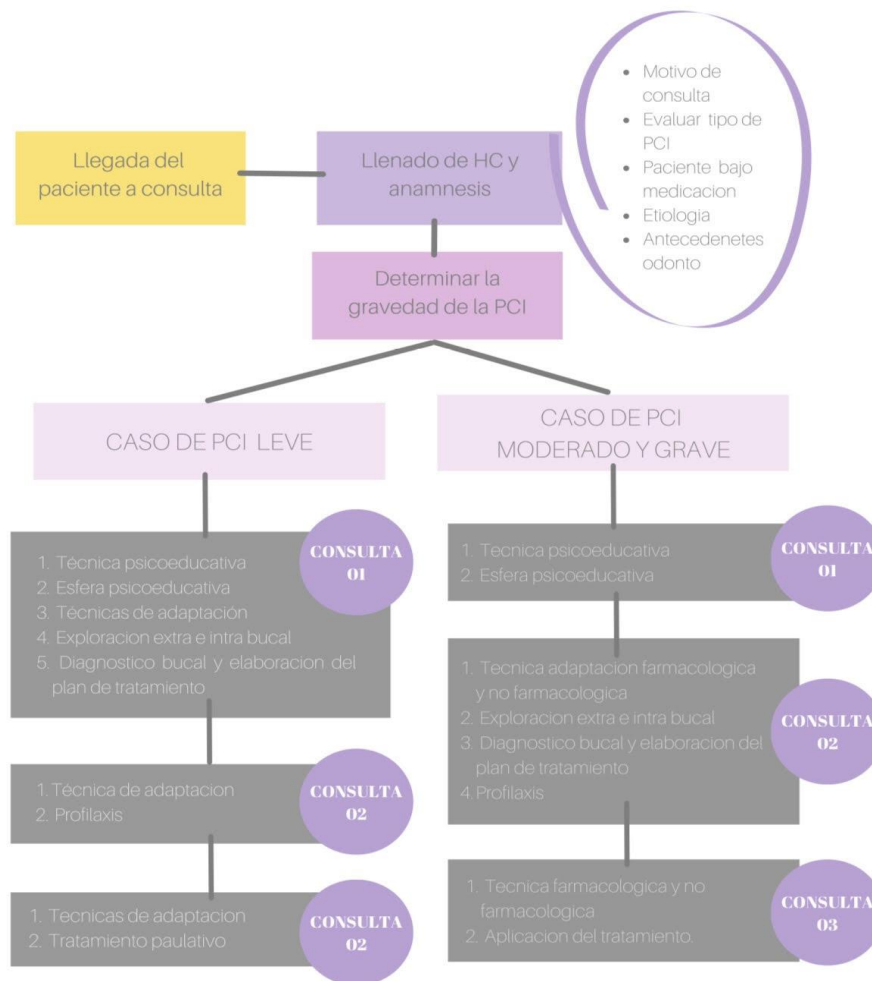 Llegada del
paciente a consulta
Llenado de HC y
anamnesis
• Motivo de
consulta
• Evaluar tipo de
PCI
• Paciente bajo
medicacion
• Etiologia
• Antecedenetes
odonto
Determinar la
gravedad de la PCI
CASO DE PCI LEVE
1. Técnica psicoeducativa
2. Esfera psicoeducativa
3. Técnicas de adaptación
4. Exploracion extra e intra bucal
5. Diagnostico bucal y elaboracion del
plan de tratamiento
CONSULTA
01
1. Técnica de adaptacion
2. Profilaxis
CONSULTA
02
1. Tecnicas de adaptacion
2. Tratamiento paulativo
CONSULTA
02
CASO DE PCI
MODERADO Y GRAVE
1. Tecnica psicoeducativa
2. Esfera psicoeducativa
CONSULTA
01
1. Tecnica adaptacion farmacologica
y no farmacologica
2. Exploracion extra e intra bucal
3. Diagnostico bucal y elaboracion del
plan de tratamiento
4. Profilaxis
CONSULTA
02
1. Tecnica farmacologica y no
farmacologica
2. Aplicacion del tratamiento.
CONSULTA
03